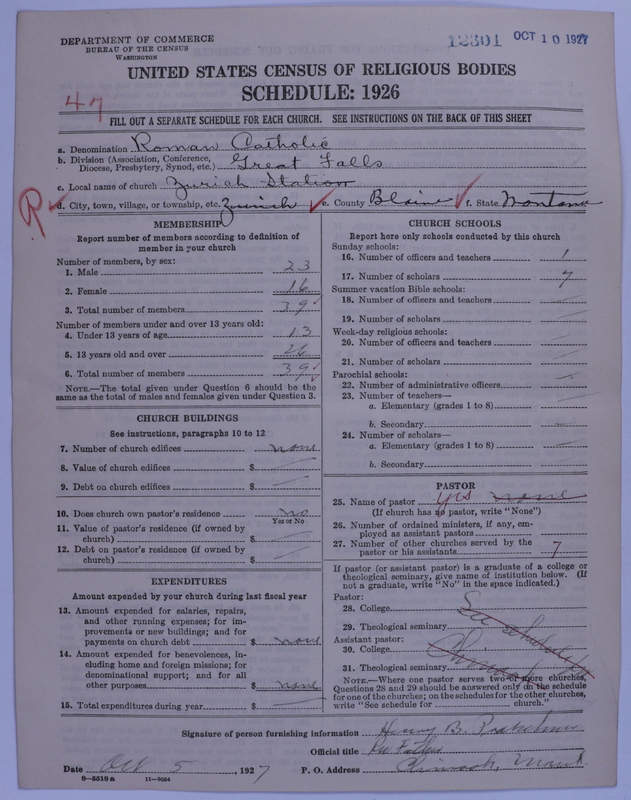 DEPARTMENT OF COMMERCE
BUREAU OF THE CENSUS
WASHINGTON
12301 OCT 10 1927
UNITED STATES CENSUS OF RELIGIOUS BODIES
SCHEDULE: 1926
47
FILL OUT A SEPARATE SCHEDULE FOR EACH CHURCH. SEE INSTRUCTIONS ON THE BACK OF THIS SHEET
a. Denomination Roman Catholic
b. Division (Association, Conference, Diocese, Presbytery, Synod, etc.) Great Falls
c. Local name of church Zurich Station
R
d. City, town, village, or township, etc. Zurich e. County Blaine f. State Montana
MEMBERSHIP
Report number of members according to definition of
member in your church
Number of members, by sex:
1. Male 23
2. Female 16
3. Total number of members 39
Number of members under and over 13 years old:
4. Under 13 years of age 13
5. 13 years old and over 26
6. Total number of members 39
NOTE.—The total given under Question 6 should be
same as the total of males and females given under Question 3.
CHURCH BUILDINGS
See instructions, paragraphs 10 to 12
7. Number of church edifices none
8. Value of church edifices $
9. Debt on church edifices $
10. Does church own pastor's residence no
Yes or No
11. Value of pastor's residence (if owned by
church) $
12. Debt on pastor's residence (if owned by
church) $
EXPENDITURES
Amount expended by your church during last fiscal year
13. Amount expended for salaries, repairs,
and other running expenses; for im-
provements or new buildings; and for
payments on church debt $ none
14. Amount expended for benevolences, in-
cluding home and foreign missions; for
denominational support; and for all
other purposes $ none
15. Total expenditures during year $
CHURCH SCHOOLS
Report here only schools conducted by this church
Sunday schools:
16. Number of officers and teachers 1
17. Number of scholars 7
Summer vacation Bible schools:
18. Number of officers and teachers
19. Number of scholars
Week-day religious schools:
20. Number of officers and teachers
21. Number of scholars
Parochial schools:
22. Number of administrative officers
23. Number of teachers—
a. Elementary (grades 1 to 8)
b. Secondary
24. Number of scholars—
a. Elementary (grades 1 to 8)
b. Secondary
PASTOR
25. Name of pastor yes none
(If church has no pastor, write "None")
26. Number of ordained ministers, if any, em-
ployed as assistant pastors
27. Number of other churches served by the
pastor or his assistants 7
If pastor (or assistant pastor) is a graduate of a college or
theological seminary, give name of institution below. (If
not a graduate, write "No" in the space indicated.)
Pastor:
28. College See schedule for
29. Theological seminary
Assistant pastor:
30. College Chinook
31. Theological seminary
NOTE.—Where one pastor serves two or more churches,
Questions 28 and 29 should be answered only on the schedule
for one of the churches; on the schedules for the other churches,
write "See schedule for ______ church."
Signature of person furnishing information Henry B.
Official title
Date Oct 5, 1927 P. O. Address Chinook, Mont
8—5518 a 11—9054